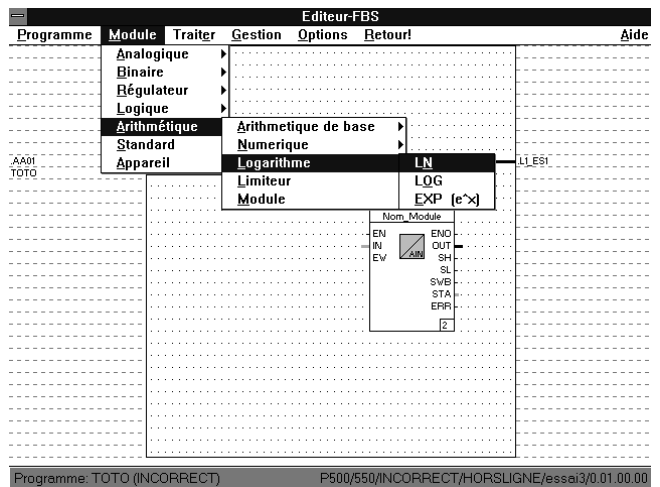 Editeur-FBS
Programme Module Traiter Gestion Options Retour! Aide
Analogique
Binaire
Régulateur
Logique
Arithmétique
Standard
Appareil
Arithmetique de base
Numerique
Logarithme
Limiteur
Module
LN
LOG
EXP (e^x)
.AA01
TOTO
.L1_ES1
Nom_Module
EN ENO
IN OUT
EW SH
AIN
SL
SWB
STA
ERR
2
Programme: TOTO (INCORRECT) P500/550/INCORRECT/HORSLIGNE/essai3/0.01.00.00